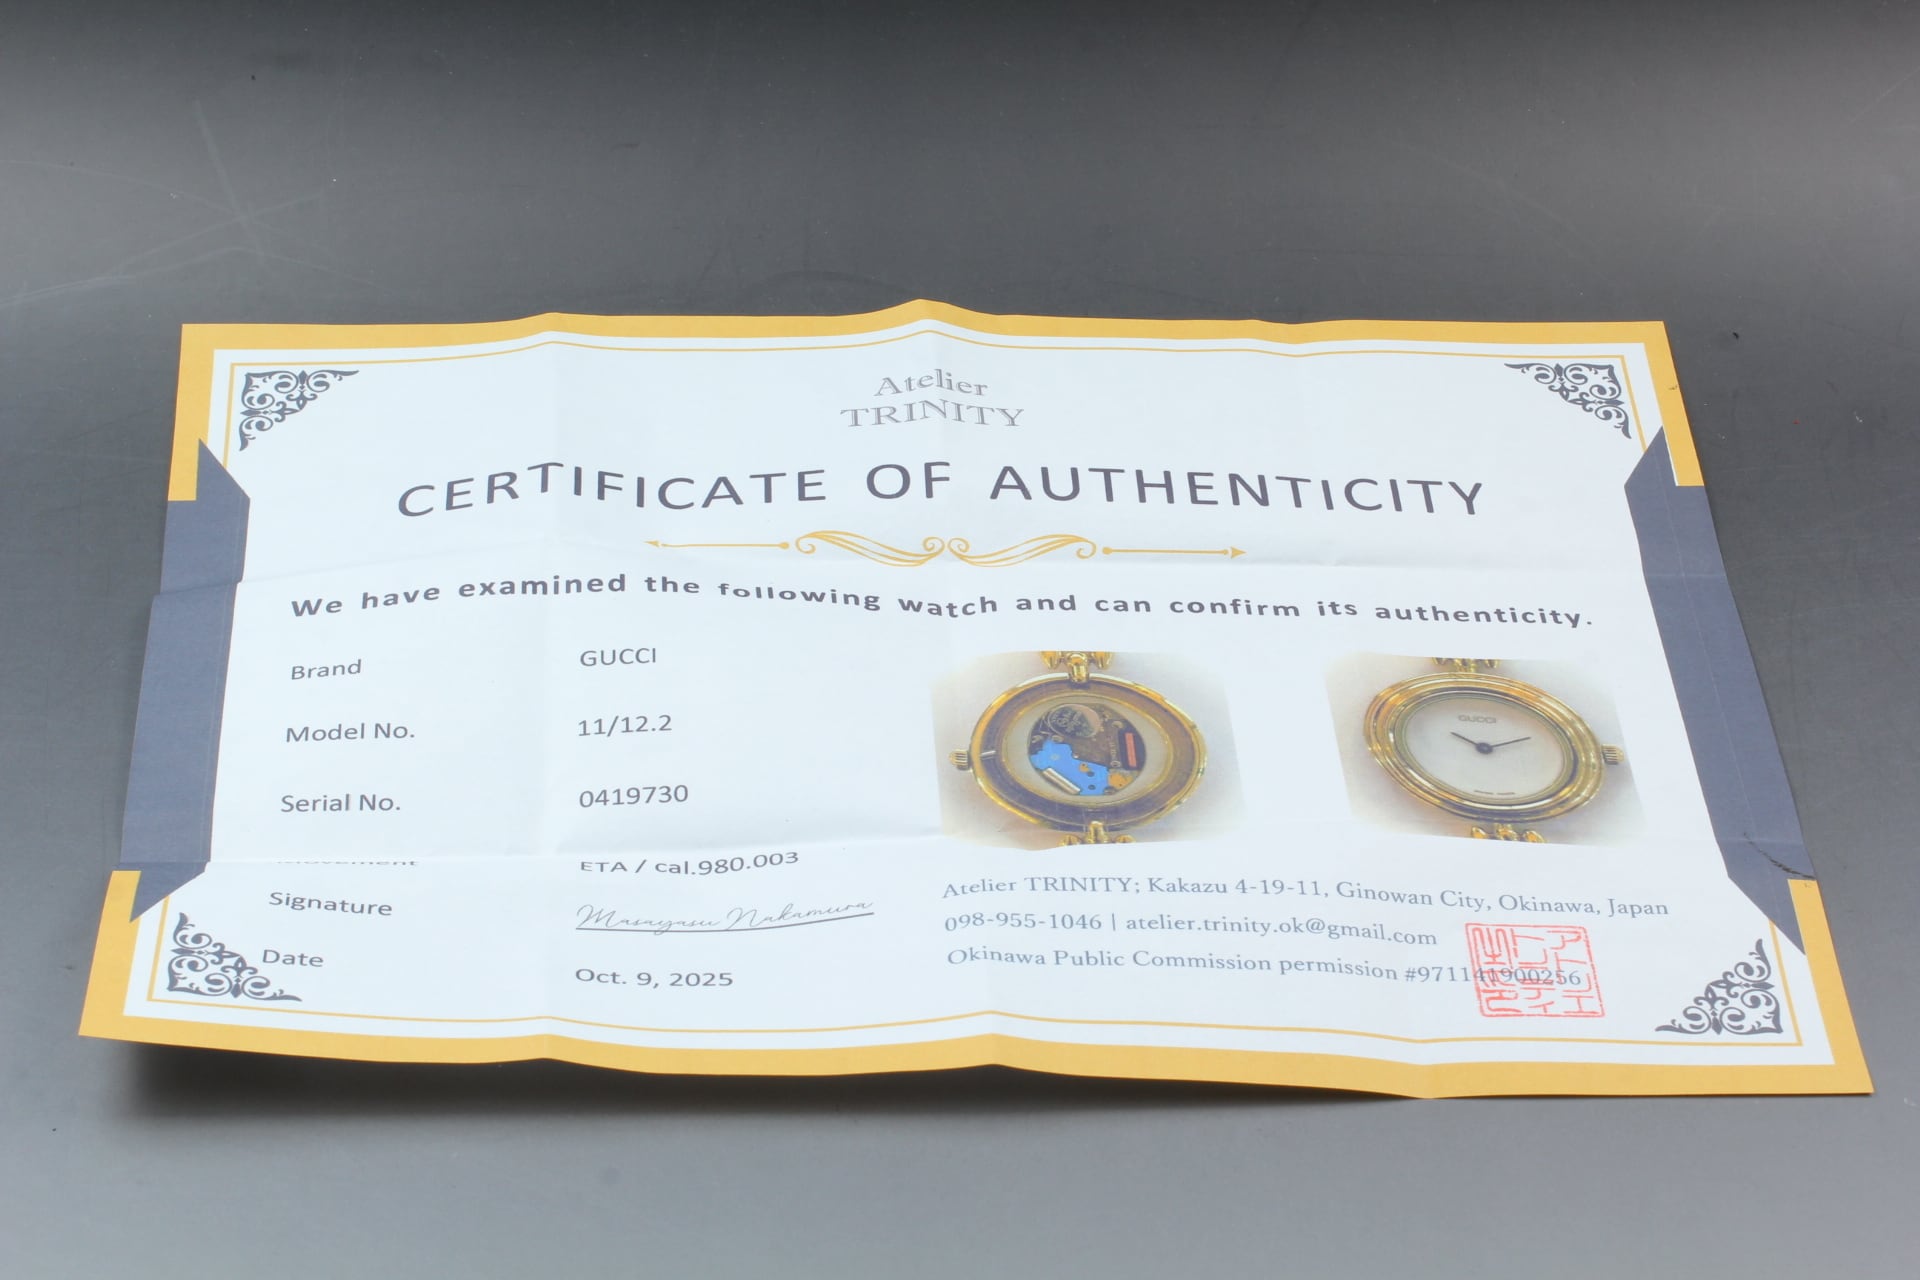 Atelier
TRINITY
CERTIFICATE OF AUTHENTICITY
We have examined the following watch and can confirm its authenticity.
Brand GUCCI
Model No. 11/12.2
Serial No. 0419730
ETA / cal.980.003
Signature Masayasu Nakamura
Date Oct. 9, 2025
GUCCI
Atelier TRINITY; Kakazu 4-19-11, Ginowan City, Okinawa, Japan
098-955-1046 | atelier.trinity.ok@gmail.com
Okinawa Public Commission permission #971141900256